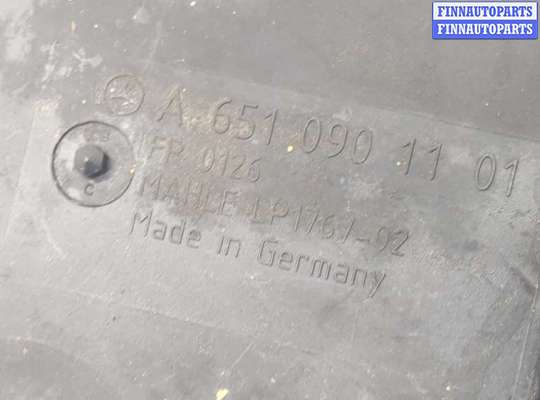 FINNAUTOPARTS
FINNAUTOPARTS
A 651 090 11 01
FR 0126
MAHLE LP1767-02
Made in Germany
C